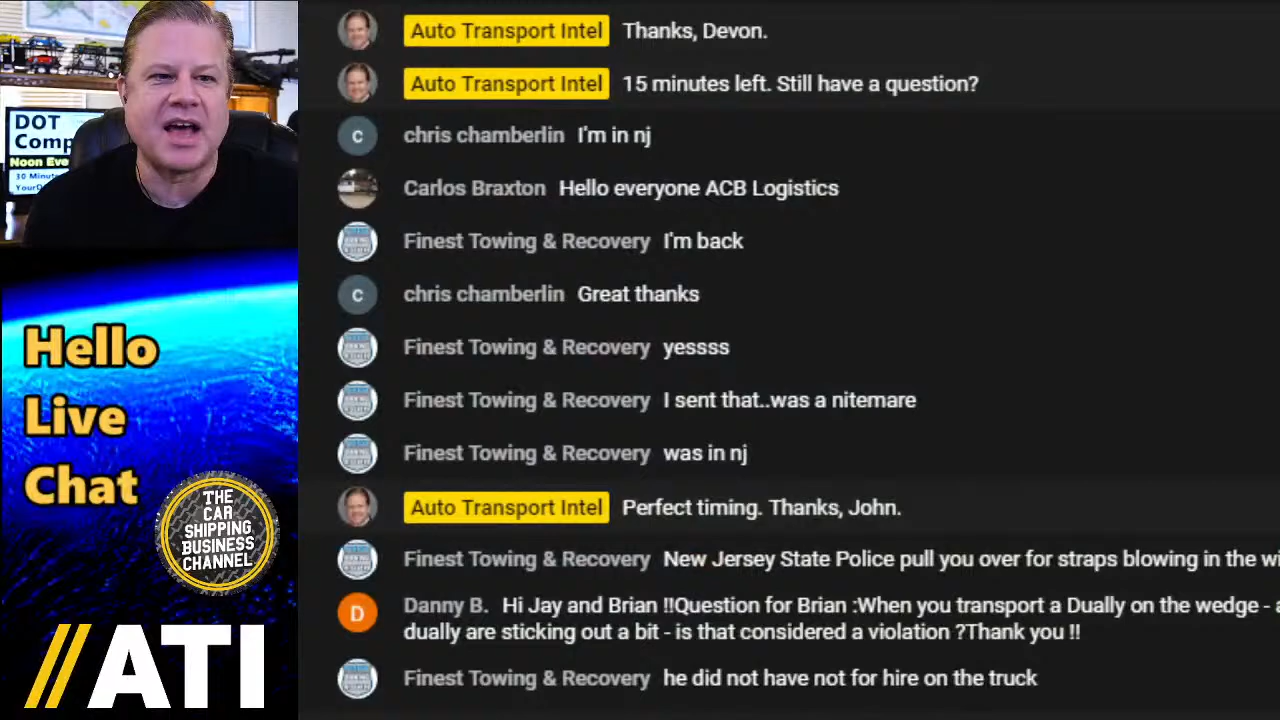 DOT
Comp
Noon Eve
30 Minut
YourD
Hello
Live
Chat
THE
CAR
SHIPPING
BUSINESS
CHANNEL
//ATI
Auto Transport Intel Thanks, Devon.
Auto Transport Intel 15 minutes left. Still have a question?
c chris chamberlin I'm in nj
Carlos Braxton Hello everyone ACB Logistics
Finest Towing & Recovery I'm back
c chris chamberlin Great thanks
Finest Towing & Recovery yessss
Finest Towing & Recovery I sent that..was a nitemare
Finest Towing & Recovery was in nj
Auto Transport Intel Perfect timing. Thanks, John.
Finest Towing & Recovery New Jersey State Police pull you over for straps blowing in the wi
D Danny B. Hi Jay and Brian !!Question for Brian :When you transport a Dually on the wedge - a
dually are sticking out a bit - is that considered a violation ?Thank you !!
Finest Towing & Recovery he did not have not for hire on the truck